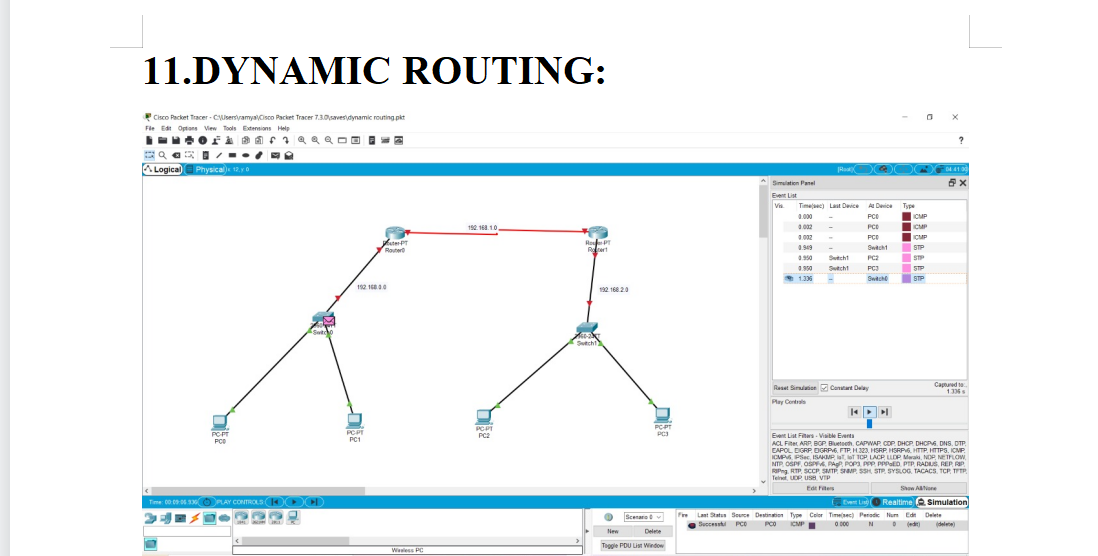 11.DYNAMIC ROUTING:
Cisco Packet Tracer - C:\Users\ramya\Cisco Packet Tracer 7.3.0\saves\dynamic routing.pkt
File Edit Options View Tools Extensions Help
?
Logical Physical x: 12, y: 0
[Root] 04:41:00
Simulation Panel
Event List
Vis. Time(sec) Last Device At Device Type
0.000 -- PC0 ICMP
0.002 -- PC0 ICMP
0.002 -- PC0 ICMP
0.949 -- Switch1 STP
0.950 Switch1 PC2 STP
0.950 Switch1 PC3 STP
1.336 -- Switch0 STP
192.168.1.0
Router-PT
Router0
Router-PT
Router1
192.168.0.0
192.168.2.0
Switch0
2950-24TT
Switch1
PC-PT
PC0
PC-PT
PC1
PC-PT
PC2
PC-PT
PC3
Reset Simulation Constant Delay
Captured to:
1.336 s
Play Controls
Event List Filters - Visible Events
ACL Filter, ARP, BGP, Bluetooth, CAPWAP, CDP, DHCP, DHCPv6, DNS, DTP,
EAPOL, EIGRP, EIGRPv6, FTP, H.323, HSRP, HSRPv6, HTTP, HTTPS, ICMP,
ICMPv6, IPSec, ISAKMP, IoT, IoT TCP, LACP, LLDP, Meraki, NDP, NETFLOW,
NTP, OSPF, OSPFv6, PAgP, POP3, PPP, PPPoED, PTP, RADIUS, REP, RIP,
RIPng, RTP, SCCP, SMTP, SNMP, SSH, STP, SYSLOG, TACACS, TCP, TFTP,
Telnet, UDP, USB, VTP
Edit Filters Show All/None
Time: 00:09:06.936 PLAY CONTROLS:
Event List Realtime Simulation
Scenario 0
New Delete
Toggle PDU List Window
Fire Last Status Source Destination Type Color Time(sec) Periodic Num Edit Delete
Successful PC0 PC0 ICMP 0.000 N 0 (edit) (delete)
Wireless PC